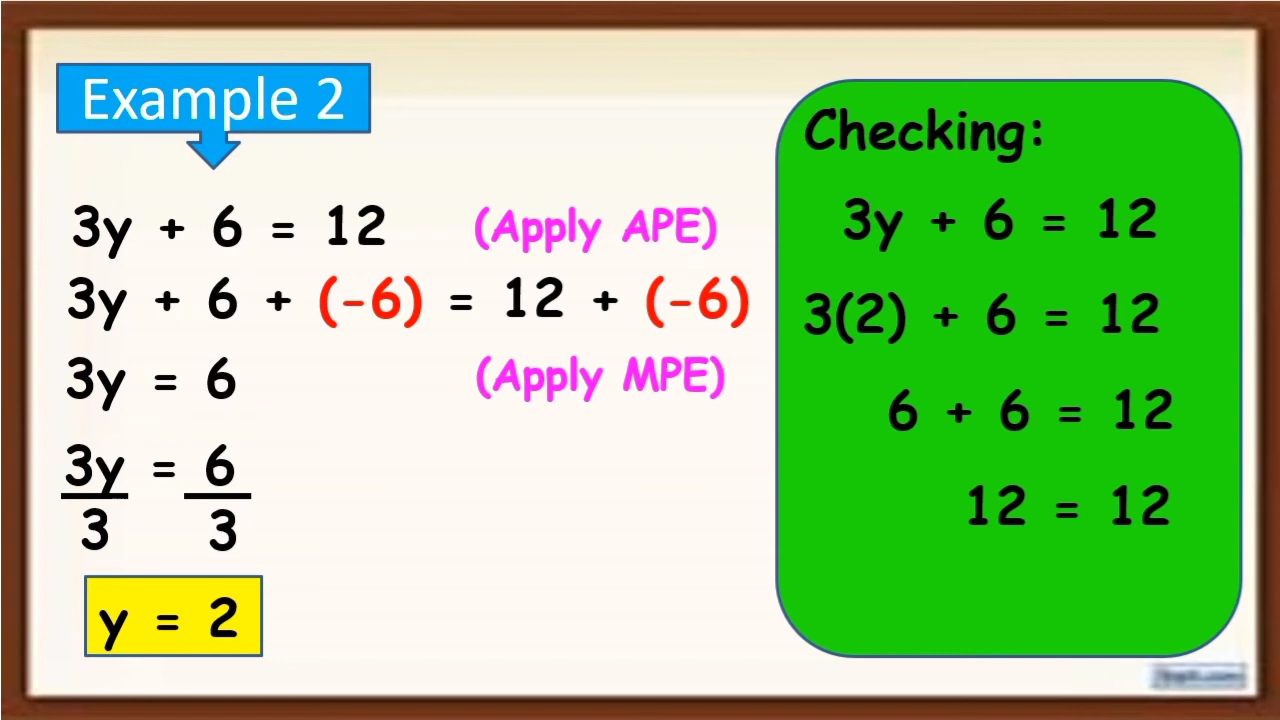 Example 2
3y + 6 = 12 (Apply APE)
3y + 6 + (-6) = 12 + (-6)
3y = 6 (Apply MPE)
3y = 6
3 3
y = 2
Checking:
3y + 6 = 12
3(2) + 6 = 12
6 + 6 = 12
12 = 12